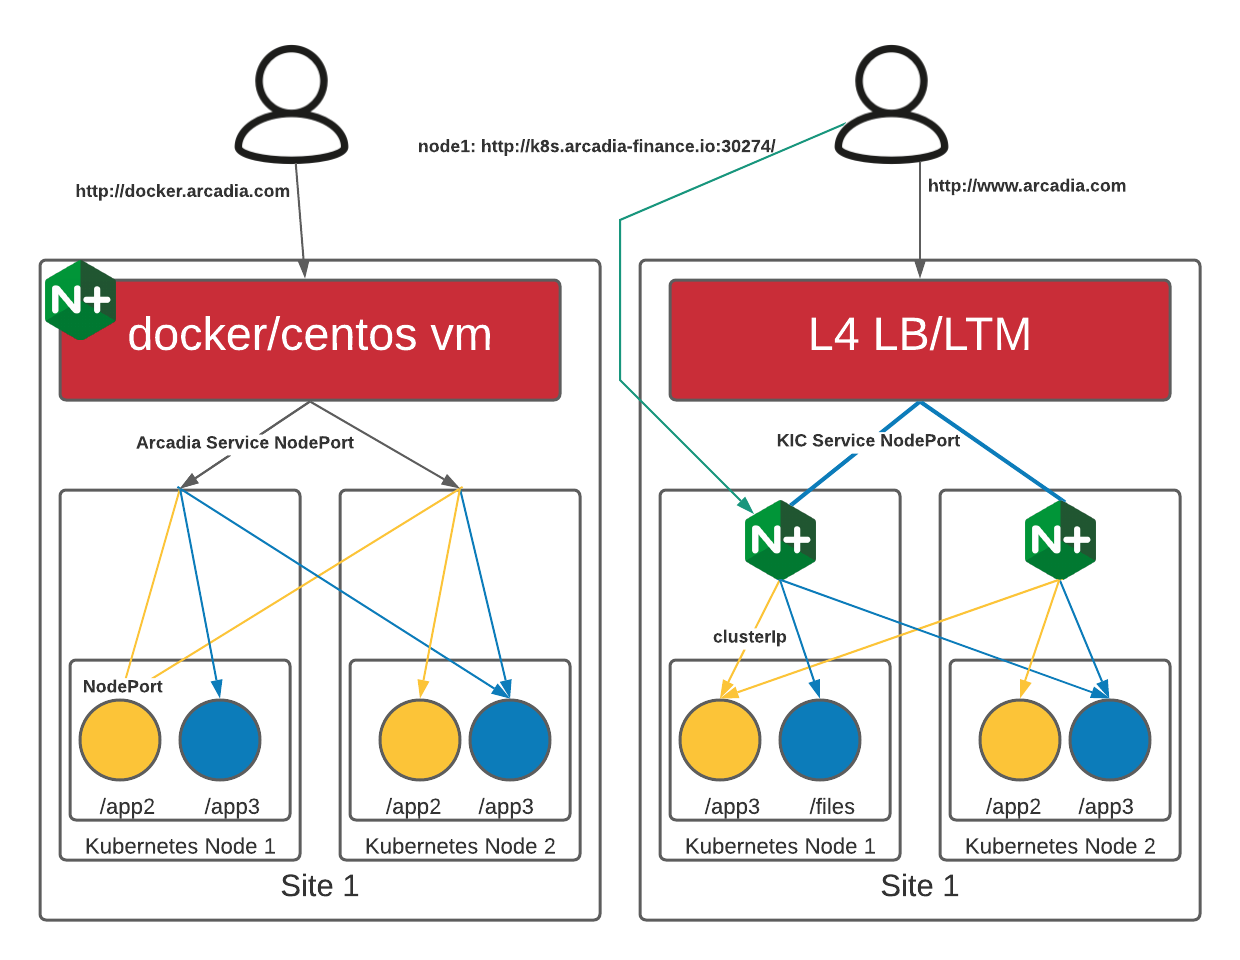 node1: http://k8s.arcadia-finance.io:30274/
http://docker.arcadia.com
http://www.arcadia.com
N+
docker/centos vm
L4 LB/LTM
Arcadia Service NodePort
KIC Service NodePort
N+
N+
clusterIp
NodePort
/app2
/app3
/app2
/app3
/app3
/files
/app2
/app3
Kubernetes Node 1
Kubernetes Node 2
Kubernetes Node 1
Kubernetes Node 2
Site 1
Site 1